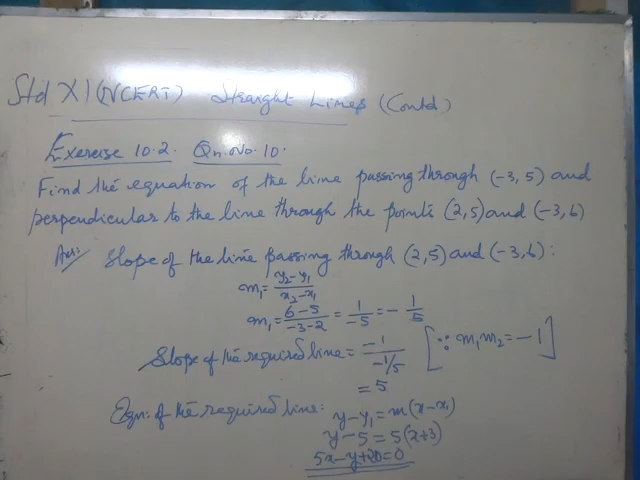 Std XI (NCERT) Straight Lines (Contd)
Exercise 10.2. Qn.No.10.
Find the equation of the line passing through (-3, 5) and
perpendicular to the line through the points (2,5) and (-3, 6)
Ans: Slope of the line passing through (2,5) and (-3,6):
m₁ = (y₂-y₁)/(x₂-x₁)
m₁ = (6-5)/(-3-2) = 1/-5 = -1/5
Slope of the required line = -1/(-1/5) [∵ m₁m₂ = -1]
= 5
Eqn: of the required line: y-y₁ = m(x-x₁)
y-5 = 5(x+3)
5x-y+20=0